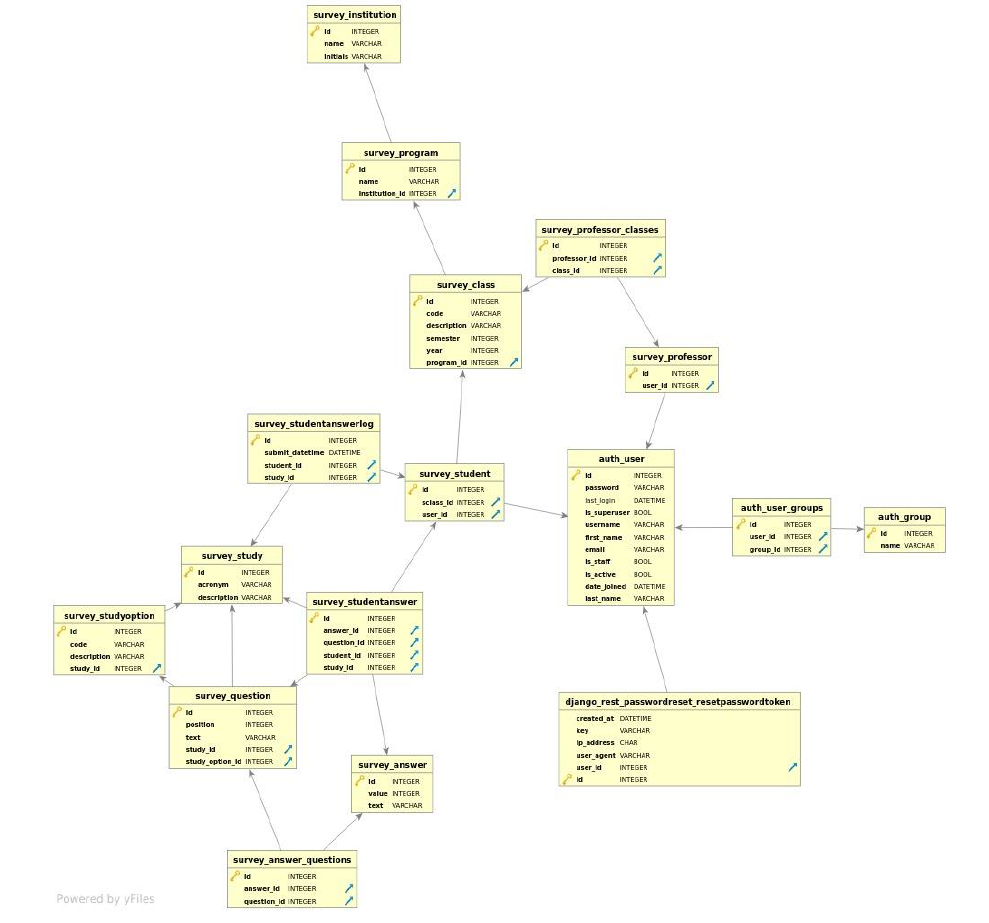 survey_institution
id INTEGER
name VARCHAR
initials VARCHAR
survey_program
id INTEGER
name VARCHAR
institution_id INTEGER
survey_professor_classes
id INTEGER
professor_id INTEGER
class_id INTEGER
survey_class
id INTEGER
code VARCHAR
description VARCHAR
semester INTEGER
year INTEGER
program_id INTEGER
survey_professor
id INTEGER
user_id INTEGER
survey_studentanswerlog
id INTEGER
submit_datetime DATETIME
student_id INTEGER
study_id INTEGER
survey_student
id INTEGER
sclass_id INTEGER
user_id INTEGER
auth_user
id INTEGER
password VARCHAR
last_login DATETIME
is_superuser BOOL
username VARCHAR
first_name VARCHAR
email VARCHAR
is_staff BOOL
is_active BOOL
date_joined DATETIME
last_name VARCHAR
auth_user_groups
id INTEGER
user_id INTEGER
group_id INTEGER
auth_group
id INTEGER
name VARCHAR
survey_study
id INTEGER
acronym VARCHAR
description VARCHAR
survey_studyoption
id INTEGER
code VARCHAR
description VARCHAR
study_id INTEGER
survey_studentanswer
id INTEGER
answer_id INTEGER
question_id INTEGER
student_id INTEGER
study_id INTEGER
survey_question
id INTEGER
position INTEGER
text VARCHAR
study_id INTEGER
study_option_id INTEGER
django_rest_passwordreset_resetpasswordtoken
created_at DATETIME
key VARCHAR
ip_address CHAR
user_agent VARCHAR
user_id INTEGER
id INTEGER
survey_answer
id INTEGER
value INTEGER
text VARCHAR
survey_answer_questions
id INTEGER
answer_id INTEGER
question_id INTEGER
Powered by yFiles